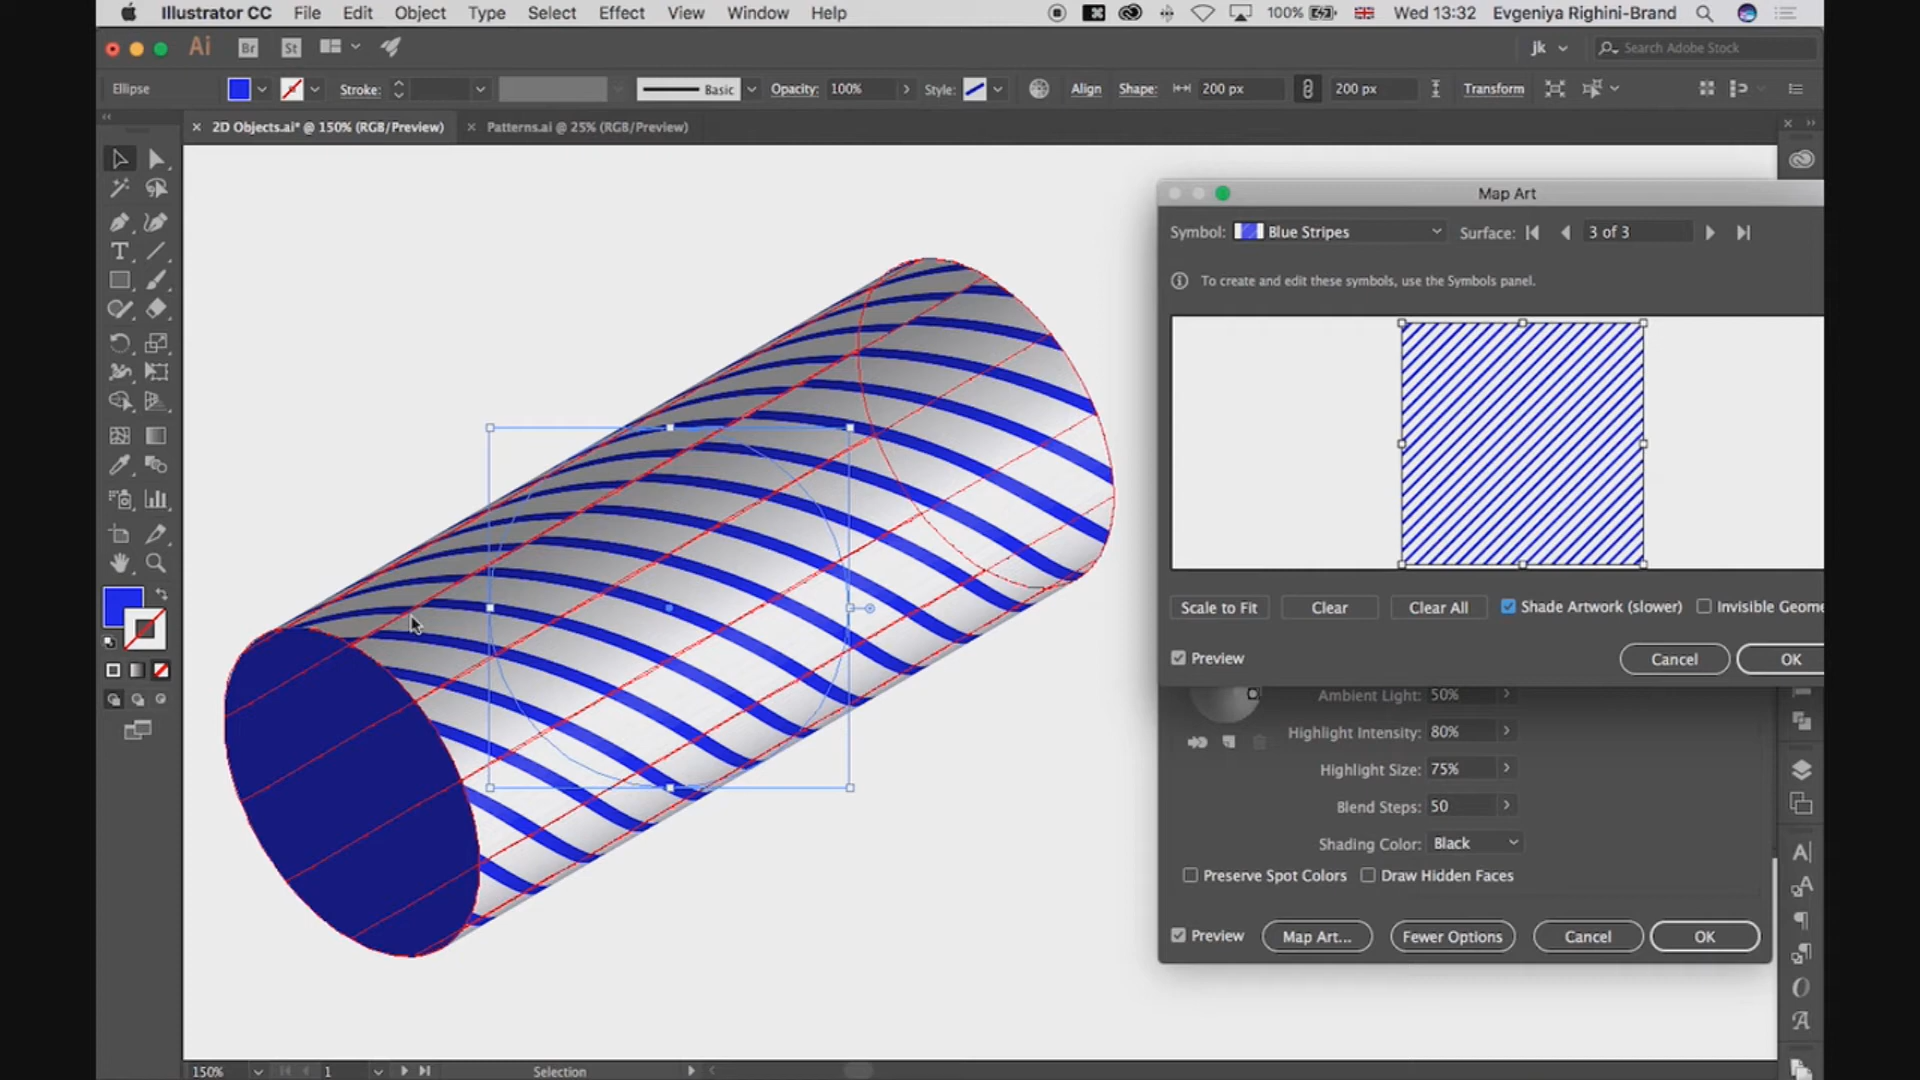 Illustrator CC File Edit Object Type Select Effect View Window Help 100% Wed 13:32 Evgeniya Righini-Brand
Ai Br St jk Search Adobe Stock
Ellipse Stroke: Basic Opacity: 100% Style: Align Shape: 200 px 200 px Transform
× 2D Objects.ai* @ 150% (RGB/Preview) × Patterns.ai @ 25% (RGB/Preview)
Map Art
Symbol: Blue Stripes Surface: 3 of 3
To create and edit these symbols, use the Symbols panel.
Scale to Fit Clear Clear All Shade Artwork (slower) Invisible Geome
Preview Cancel OK
Ambient Light: 50%
Highlight Intensity: 80%
Highlight Size: 75%
Blend Steps: 50
Shading Color: Black
Preserve Spot Colors Draw Hidden Faces
Preview Map Art... Fewer Options Cancel OK
150% 1 Selection